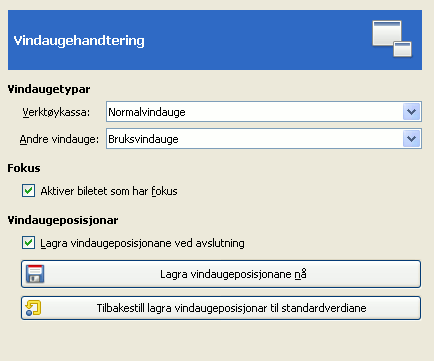 Vindaugehandtering
Vindaugetypar
Verktøykassa: Normalvindauge
Andre vindauge: Bruksvindauge
Fokus
Aktiver biletet som har fokus
Vindaugeposisjonar
Lagra vindaugeposisjonane ved avslutning
Lagra vindaugeposisjonane nå
Tilbakestill lagra vindaugeposisjonar til standardverdiane